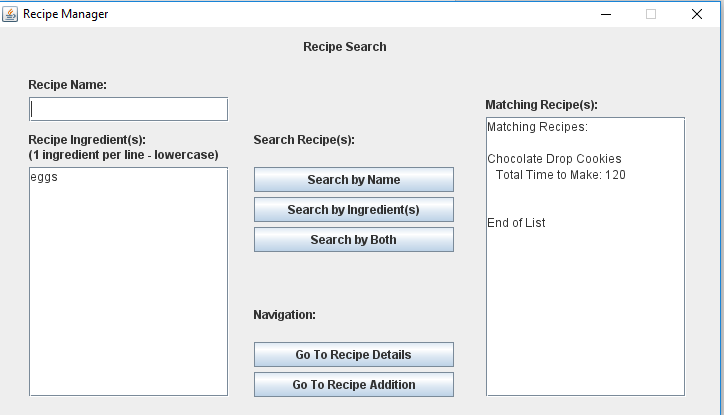 Recipe Manager
Recipe Search
Recipe Name:
Recipe Ingredient(s):
(1 ingredient per line - lowercase)
eggs
Search Recipe(s):
Search by Name
Search by Ingredient(s)
Search by Both
Navigation:
Go To Recipe Details
Go To Recipe Addition
Matching Recipe(s):
Matching Recipes:
Chocolate Drop Cookies
Total Time to Make: 120
End of List